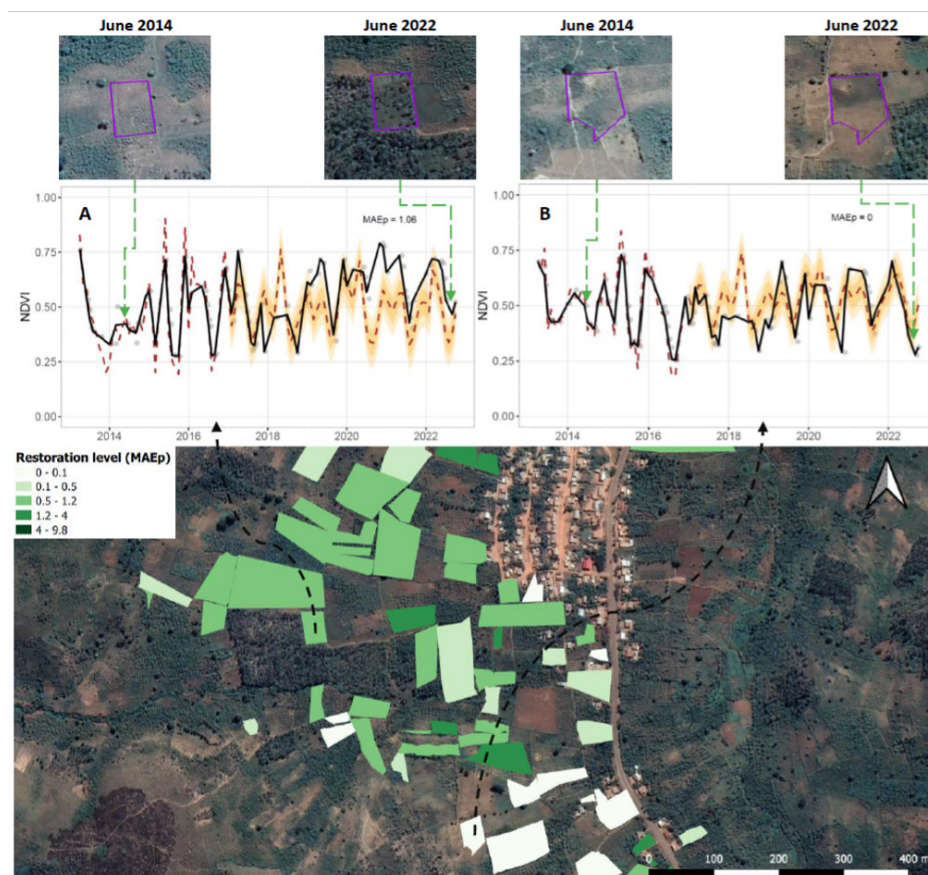 June 2014
June 2022
June 2014
June 2022
A
MAEp = 1.06
B
MAEp = 0
NDVI
1.00
0.75
0.50
0.25
0.00
2014
2016
2018
2020
2022
NDVI
1.00
0.75
0.50
0.25
0.00
2014
2016
2018
2020
2022
Restoration level (MAEp)
0 - 0.1
0.1 - 0.5
0.5 - 1.2
1.2 - 4
4 - 9.8
0 100 200 300 400 m